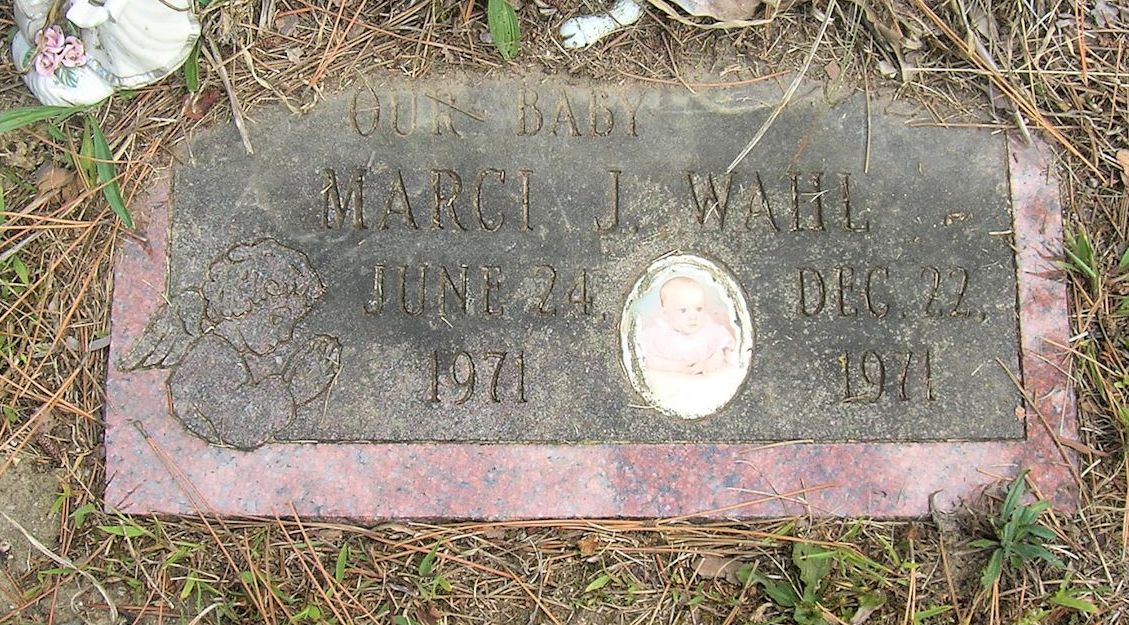 OUR BABY
MARCI J. WAHL
JUNE 24, DEC. 22,
1971 1971